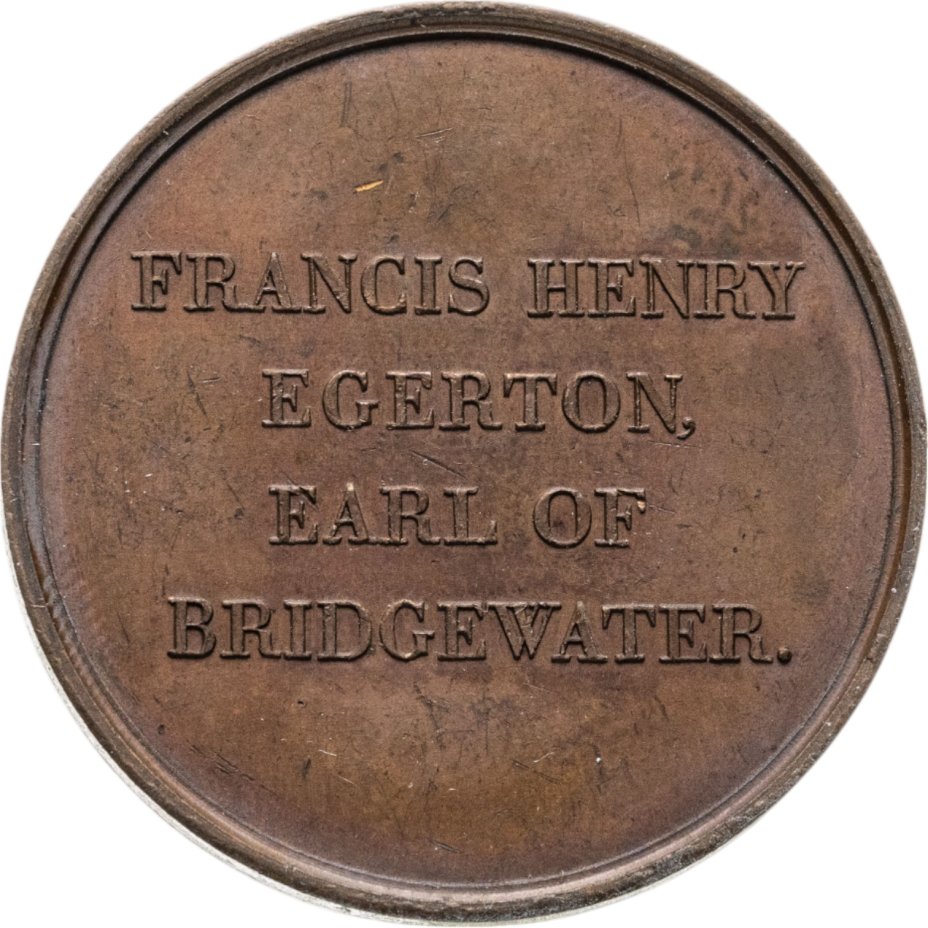 FRANCIS HENRY
EGERTON,
EARL OF
BRIDGEWATER.